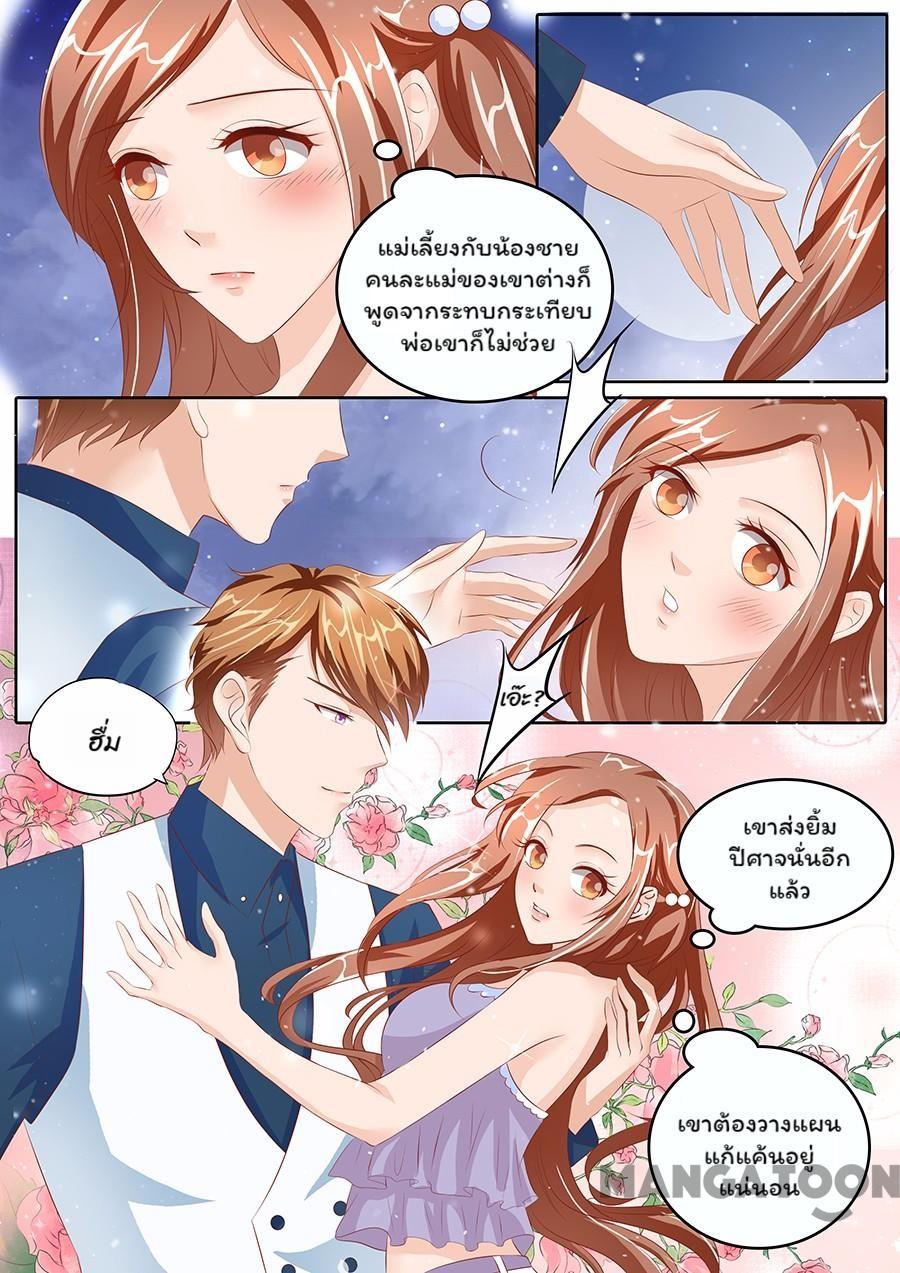 แม่เลี้ยงกับน้องชาย
คนละแม่ของเขาต่างก็
พูดจากระทบกระเทียบ
พ่อเขาก็ไม่ช่วย
เอ๊ะ?
ฮื่ม
เขาส่งยิ้ม
ปีศาจนั่นอีก
แล้ว
เขาต้องวางแผน
แก้แค้นอยู่
แน่นอน
MANGATOON